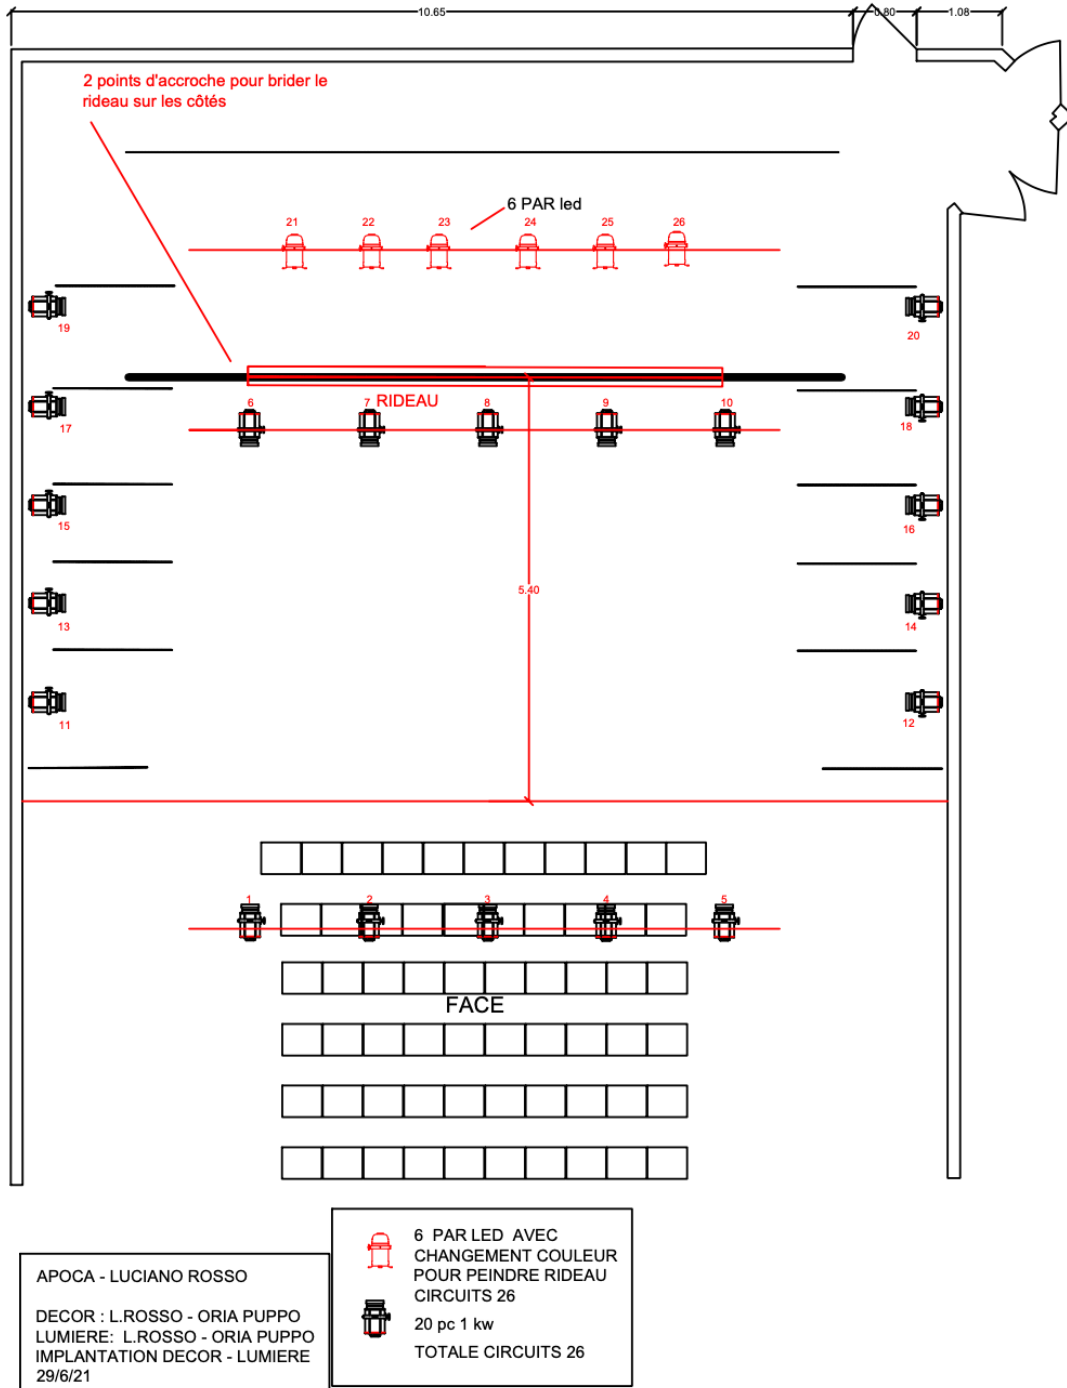 10.65
0.80
1.08
2 points d'accroche pour brider le
rideau sur les côtés
6 PAR led
21
22
23
24
25
26
19
20
RIDEAU
6
7
8
9
10
17
18
15
16
5.40
13
14
11
12
1
2
3
4
5
FACE
6 PAR LED AVEC
CHANGEMENT COULEUR
POUR PEINDRE RIDEAU
CIRCUITS 26
20 pc 1 kw
TOTALE CIRCUITS 26
APOCA - LUCIANO ROSSO
DECOR : L.ROSSO - ORIA PUPPO
LUMIERE: L.ROSSO - ORIA PUPPO
IMPLANTATION DECOR - LUMIERE
29/6/21